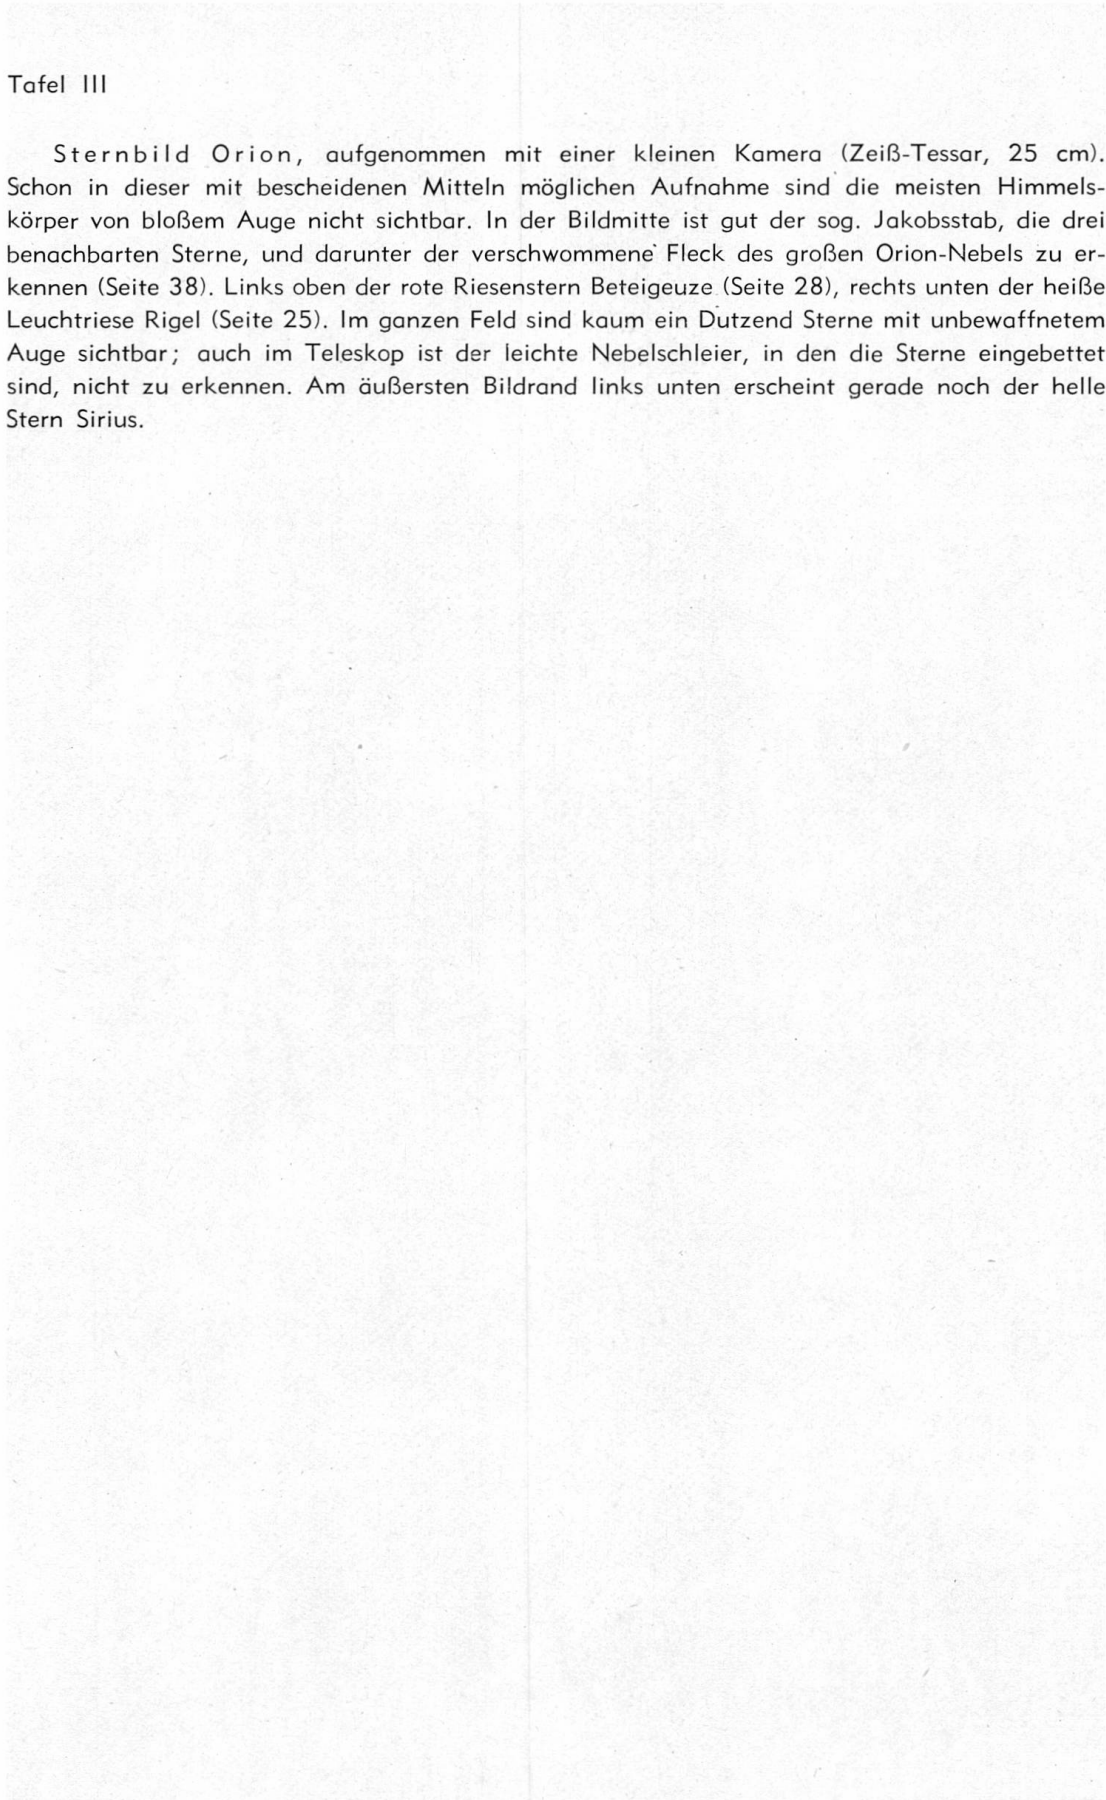 Tafel III
Sternbild Orion, aufgenommen mit einer kleinen Kamera (Zeiß-Tessar, 25 cm).
Schon in dieser mit bescheidenen Mitteln möglichen Aufnahme sind die meisten Himmels-
körper von bloßem Auge nicht sichtbar. In der Bildmitte ist gut der sog. Jakobsstab, die drei
benachbarten Sterne, und darunter der verschwommene Fleck des großen Orion-Nebels zu er-
kennen (Seite 38). Links oben der rote Riesenstern Beteigeuze (Seite 28), rechts unten der heiße
Leuchtriese Rigel (Seite 25). Im ganzen Feld sind kaum ein Dutzend Sterne mit unbewaffnetem
Auge sichtbar; auch im Teleskop ist der leichte Nebelschleier, in den die Sterne eingebettet
sind, nicht zu erkennen. Am äußersten Bildrand links unten erscheint gerade noch der helle
Stern Sirius.